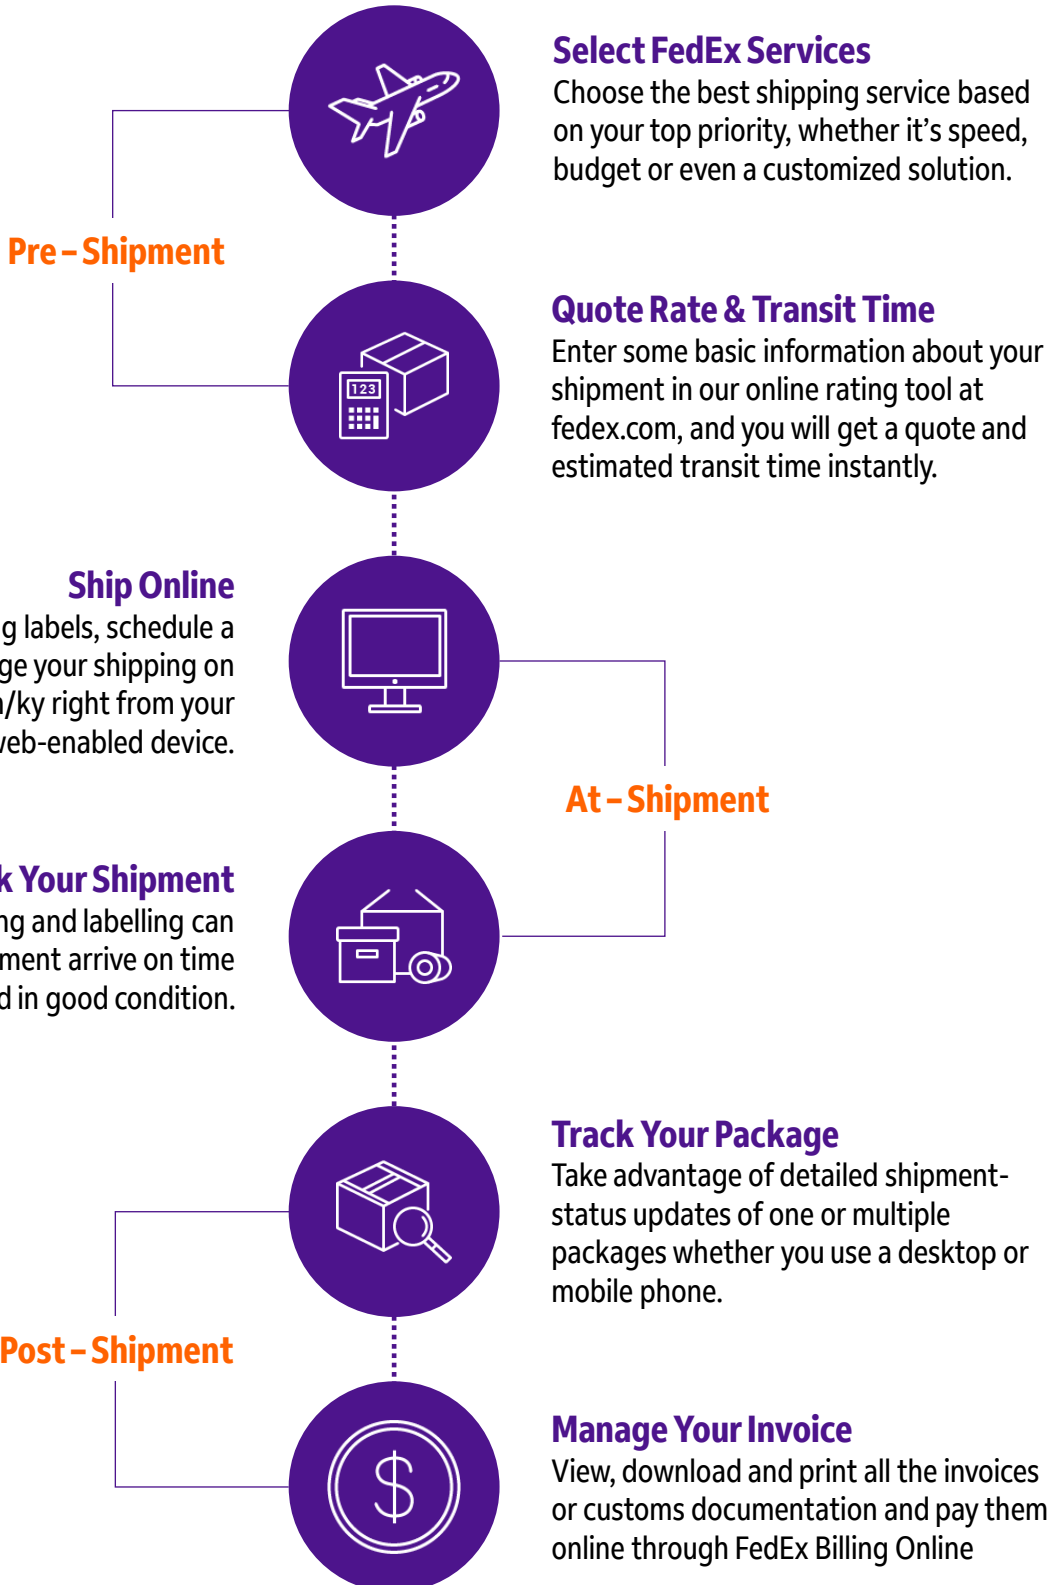 Select FedEx Services
Choose the best shipping service based
on your top priority, whether it's speed,
budget or even a customized solution.
Pre – Shipment
Quote Rate & Transit Time
Enter some basic information about your
shipment in our online rating tool at
fedex.com, and you will get a quote and
estimated transit time instantly.
123
Ship Online
labels, schedule a
your shipping on
right from your
web-enabled device.
At – Shipment
Your Shipment
and labelling can
arrive on time
in good condition.
Track Your Package
Take advantage of detailed shipment-
status updates of one or multiple
packages whether you use a desktop or
mobile phone.
Post – Shipment
Manage Your Invoice
View, download and print all the invoices
or customs documentation and pay them
online through FedEx Billing Online
$